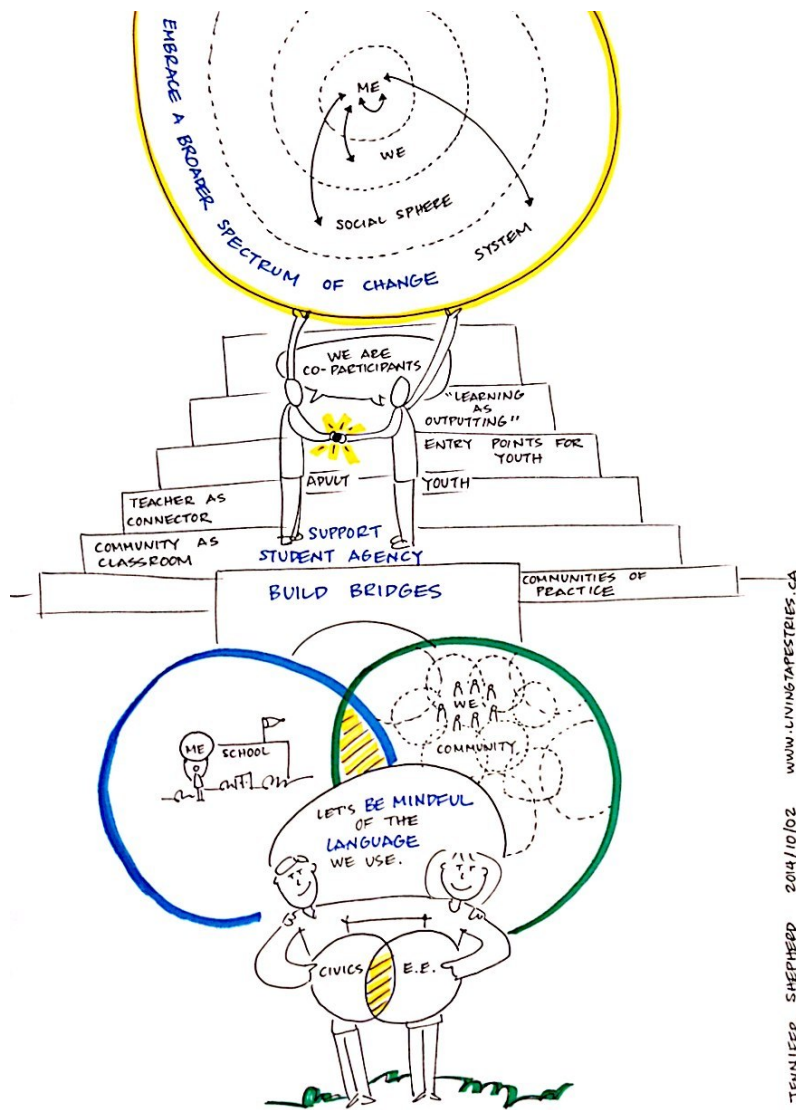 EMBRACE A BROADER SPECTRUM OF CHANGE
ME
WE
SOCIAL SPHERE
SYSTEM
WE ARE
CO-PARTICIPANTS
"LEARNING
AS
OUTPUTTING"
ENTRY POINTS FOR
YOUTH
ADULT
YOUTH
TEACHER AS
CONNECTOR
SUPPORT
STUDENT AGENCY
COMMUNITY AS
CLASSROOM
BUILD BRIDGES
COMMUNITIES OF
PRACTICE
ME
SCHOOL
WE
COMMUNITY
LET'S BE MINDFUL
OF THE
LANGUAGE
WE USE.
CIVICS
E.E.
JENNIFER SHEPHERD 2014/10/02 WWW.LIVINGTAPESTRIES.CA